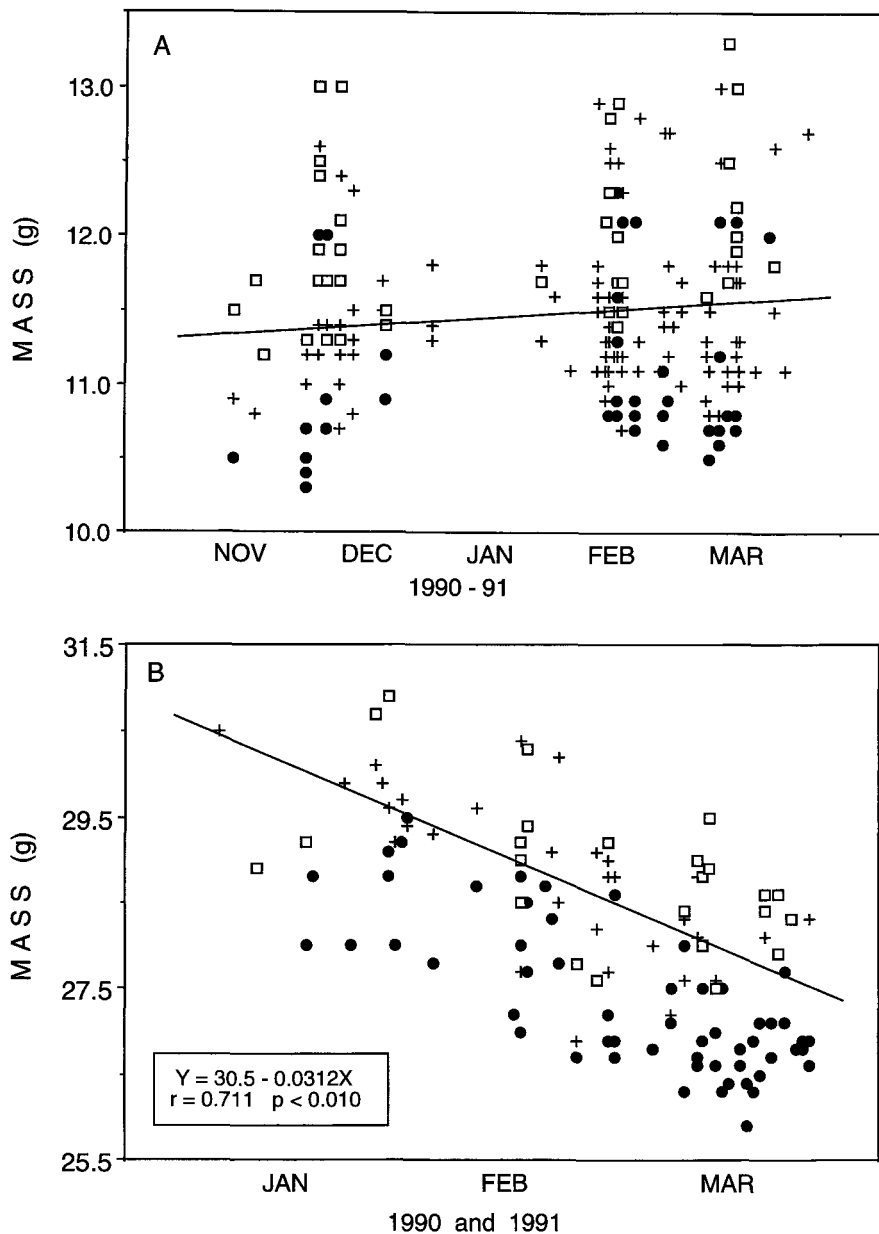 A
13.0
12.0
11.0
10.0
MASS (g)
NOV DEC JAN FEB MAR
1990 - 91
B
31.5
29.5
27.5
25.5
MASS (g)
Y = 30.5 - 0.0312X
r = 0.711 p < 0.010
JAN FEB MAR
1990 and 1991